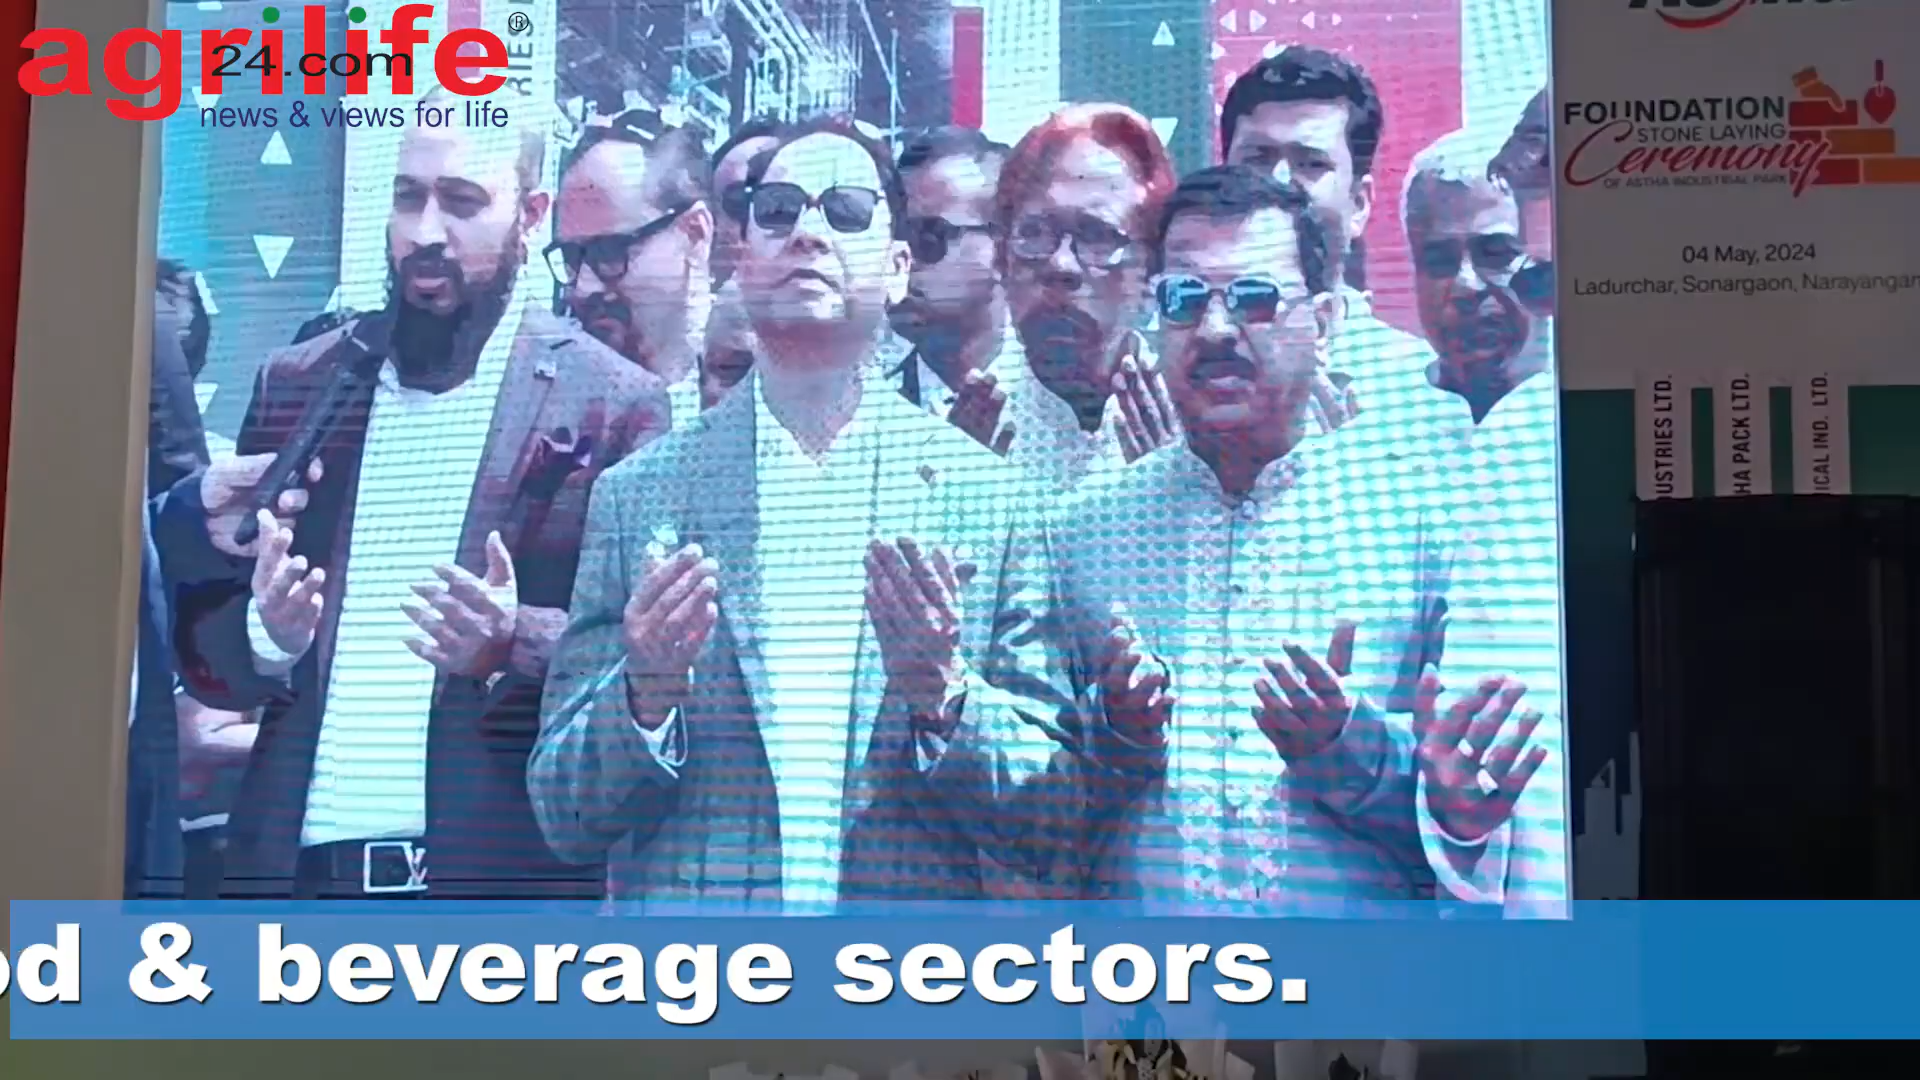 agrilife
24.com
®
news & views for life
RIES
FOUNDATION
STONE LAYING
Ceremony
OF ASTHA INDUSTRIAL PARK
04 May, 2024
Ladurchar, Sonargaon, Narayangan
USTRIES LTD.
HA PACK LTD.
ICAL IND. LTD.
od & beverage sectors.